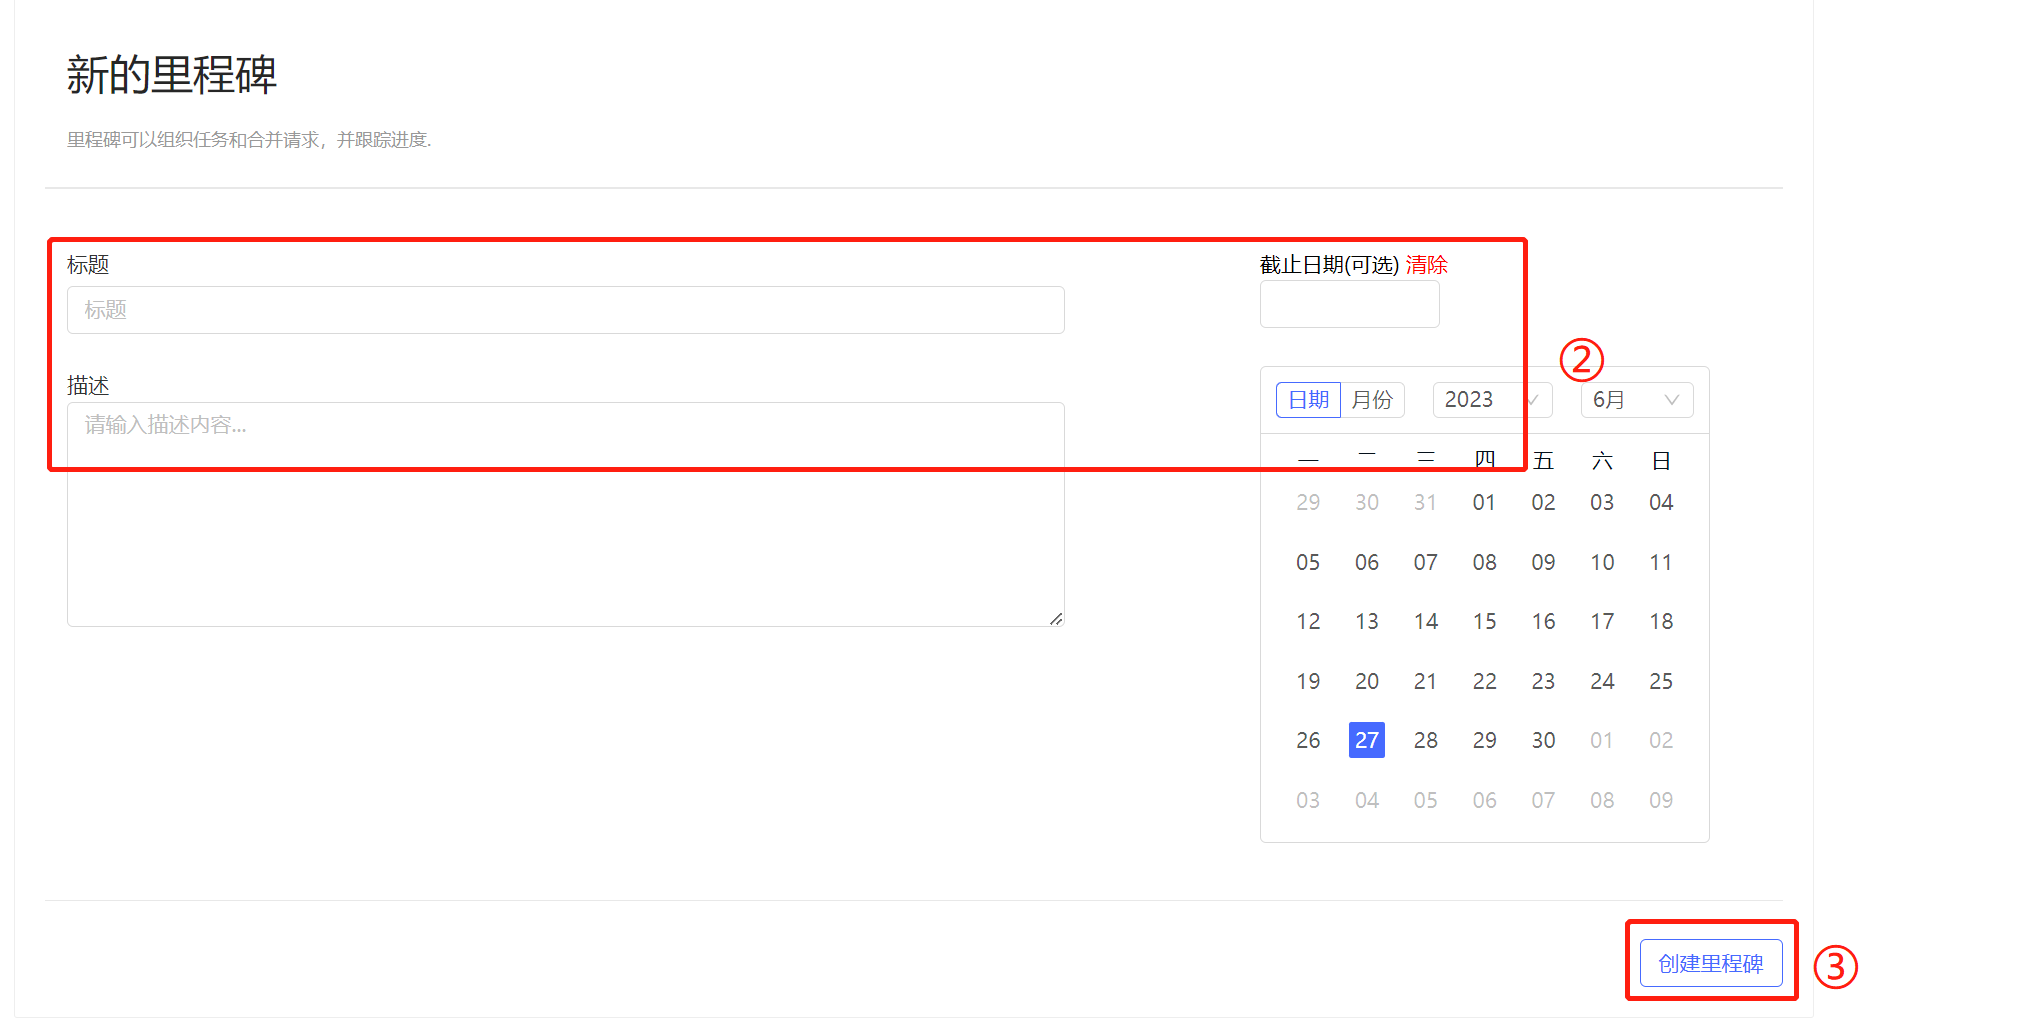 新的里程碑
里程碑可以组织任务和合并请求，并跟踪进度.
标题
标题
描述
请输入描述内容...
截止日期(可选) 清除
②
日期 月份 2023 6月
一 二 三 四 五 六 日
29 30 31 01 02 03 04
05 06 07 08 09 10 11
12 13 14 15 16 17 18
19 20 21 22 23 24 25
26 27 28 29 30 01 02
03 04 05 06 07 08 09
创建里程碑
③